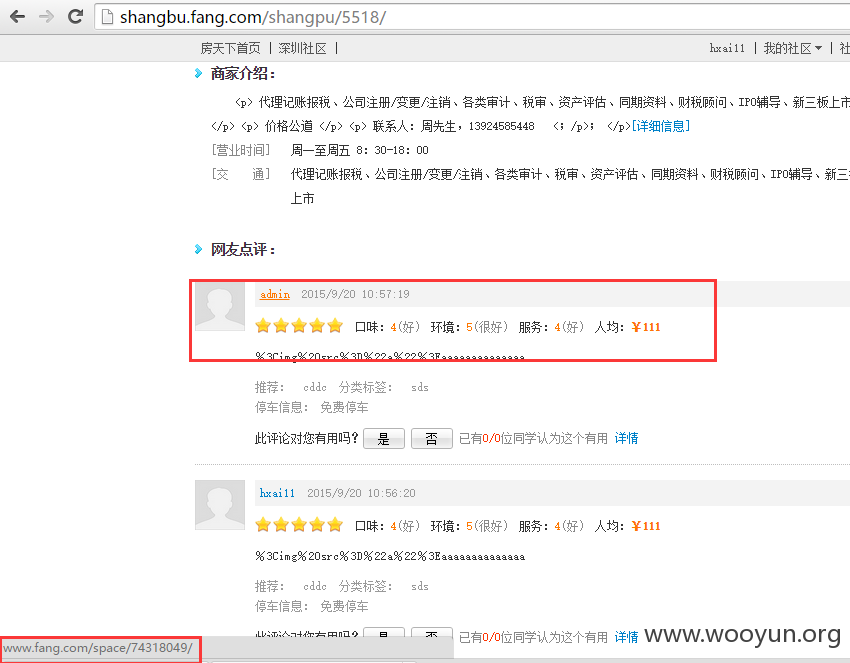 shangbu.fang.com/shangpu/5518/
房天下首页 | 深圳社区 |
hxai11 | 我的社区 | 社
商家介绍：
<p> 代理记账报税、公司注册/变更/注销、各类审计、税审、资产评估、同期资料、财税顾问、IPO辅导、新三板上市
</p> <p> 价格公道 </p> <p> 联系人: 周先生，13924585448 <；/p>； </p>[详细信息]
[营业时间] 周一至周五 8：30-18：00
[交 通] 代理记账报税、公司注册/变更/注销、各类审计、税审、资产评估、同期资料、财税顾问、IPO辅导、新三
上市
网友点评：
admin 2015/9/20 10:57:19
口味：4(好) 环境：5(很好) 服务：4(好) 人均：￥111
%3Cimg%20src%3D%22a%22%3Eaaaaaaaaaaaaaaa
推荐： cddc 分类标签： sds
停车信息： 免费停车
此评论对您有用吗？ 是 否 已有0/0位同学认为这个有用 详情
hxai11 2015/9/20 10:56:20
口味：4(好) 环境：5(很好) 服务：4(好) 人均：￥111
%3Cimg%20src%3D%22a%22%3Eaaaaaaaaaaaaaaa
推荐： cddc 分类标签： sds
停车信息： 免费停车
此评论对您有用吗？ 是 否 已有0/0位同学认为这个有用 详情
www.wooyun.org
www.fang.com/space/74318049/